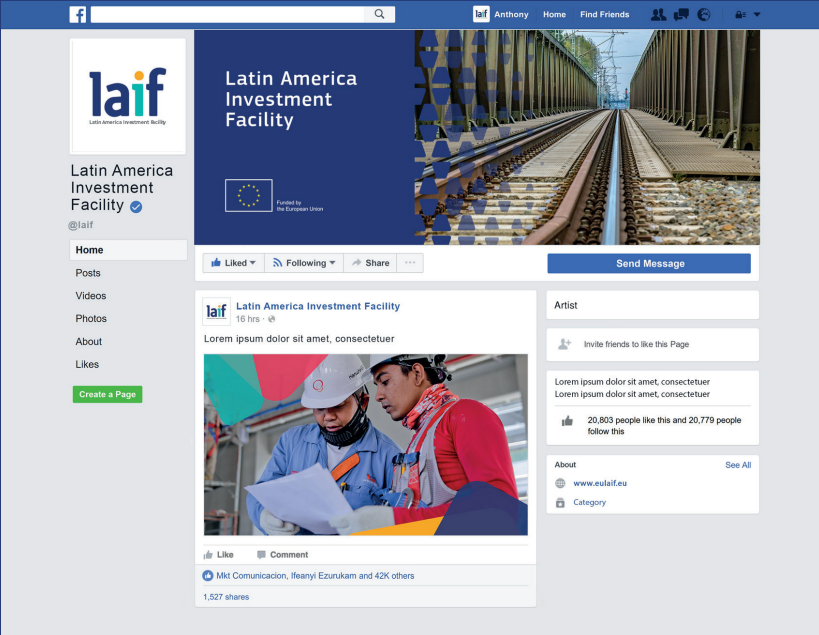 laif Anthony Home Find Friends
laif
Latin America Investment Facility
Latin America
Investment
Facility
@laif
Home
Posts
Videos
Photos
About
Likes
Create a Page
Latin America
Investment
Facility
Funded by
the European Union
Liked
Following
Share
Send Message
laif
Latin America Investment Facility
16 hrs
Lorem ipsum dolor sit amet, consectetuer
Like
Comment
Mkt Comunicacion, Ifeanyi Ezurukam and 42K others
1,527 shares
Artist
Invite friends to like this Page
Lorem ipsum dolor sit amet, consectetuer
Lorem ipsum dolor sit amet, consectetuer
20,803 people like this and 20,779 people
follow this
About See All
www.eulaif.eu
Category